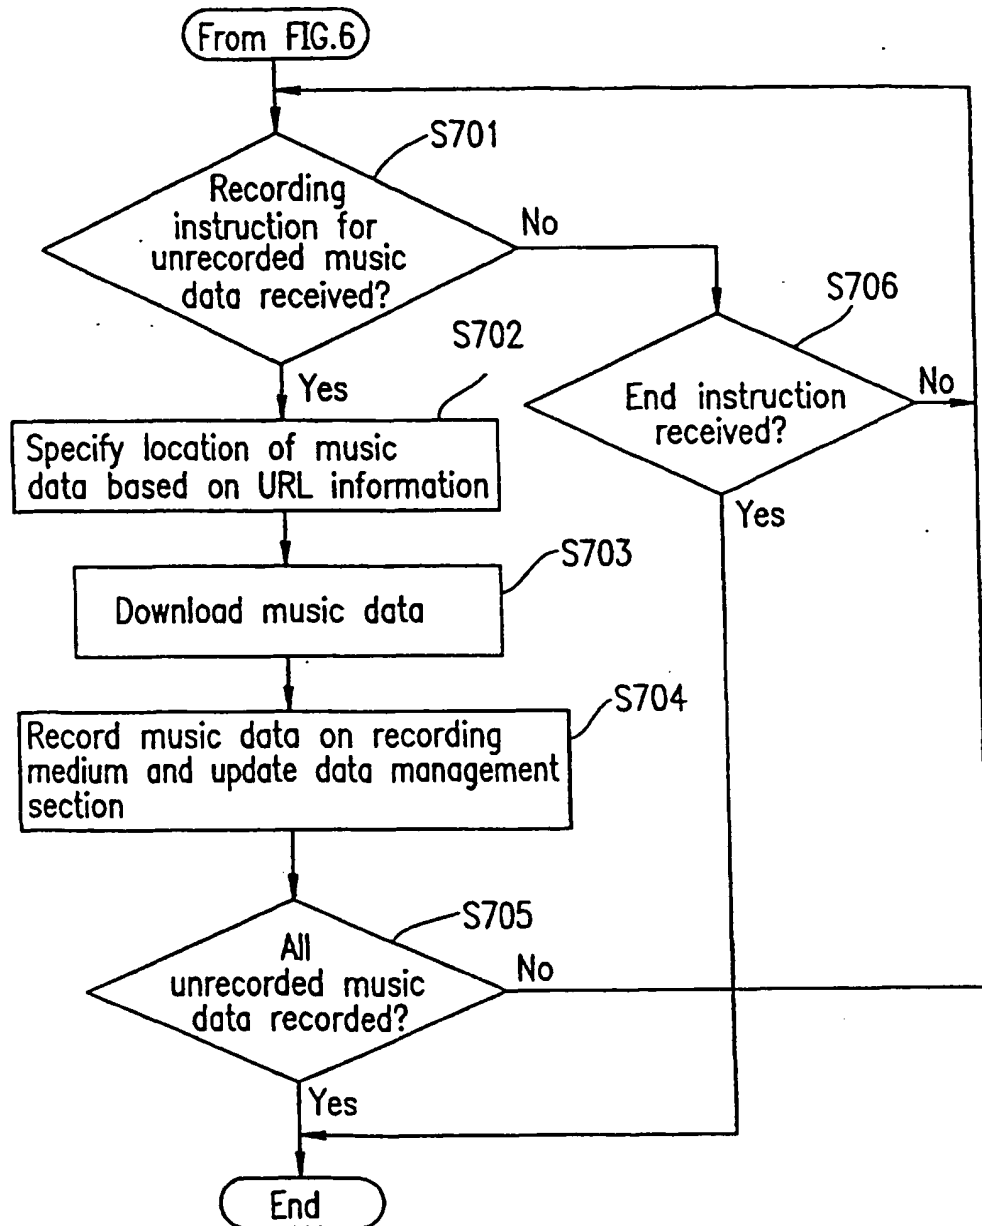 From FIG.6
S701
Recording
instruction for
unrecorded music
data received?
No
Yes
S706
End instruction
received?
No
Yes
S702
Specify location of music
data based on URL information
S703
Download music data
S704
Record music data on recording
medium and update data management
section
S705
All
unrecorded music
data recorded?
No
Yes
End